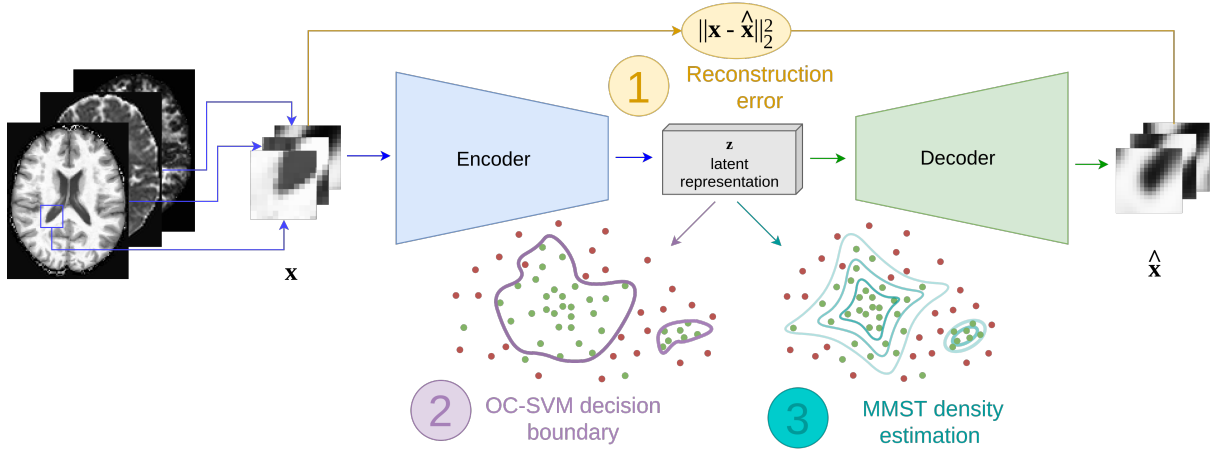 ||x - x̂||₂²
1
Reconstruction
error
Encoder
z
latent
representation
Decoder
x
x̂
2
OC-SVM decision
boundary
3
MMST density
estimation